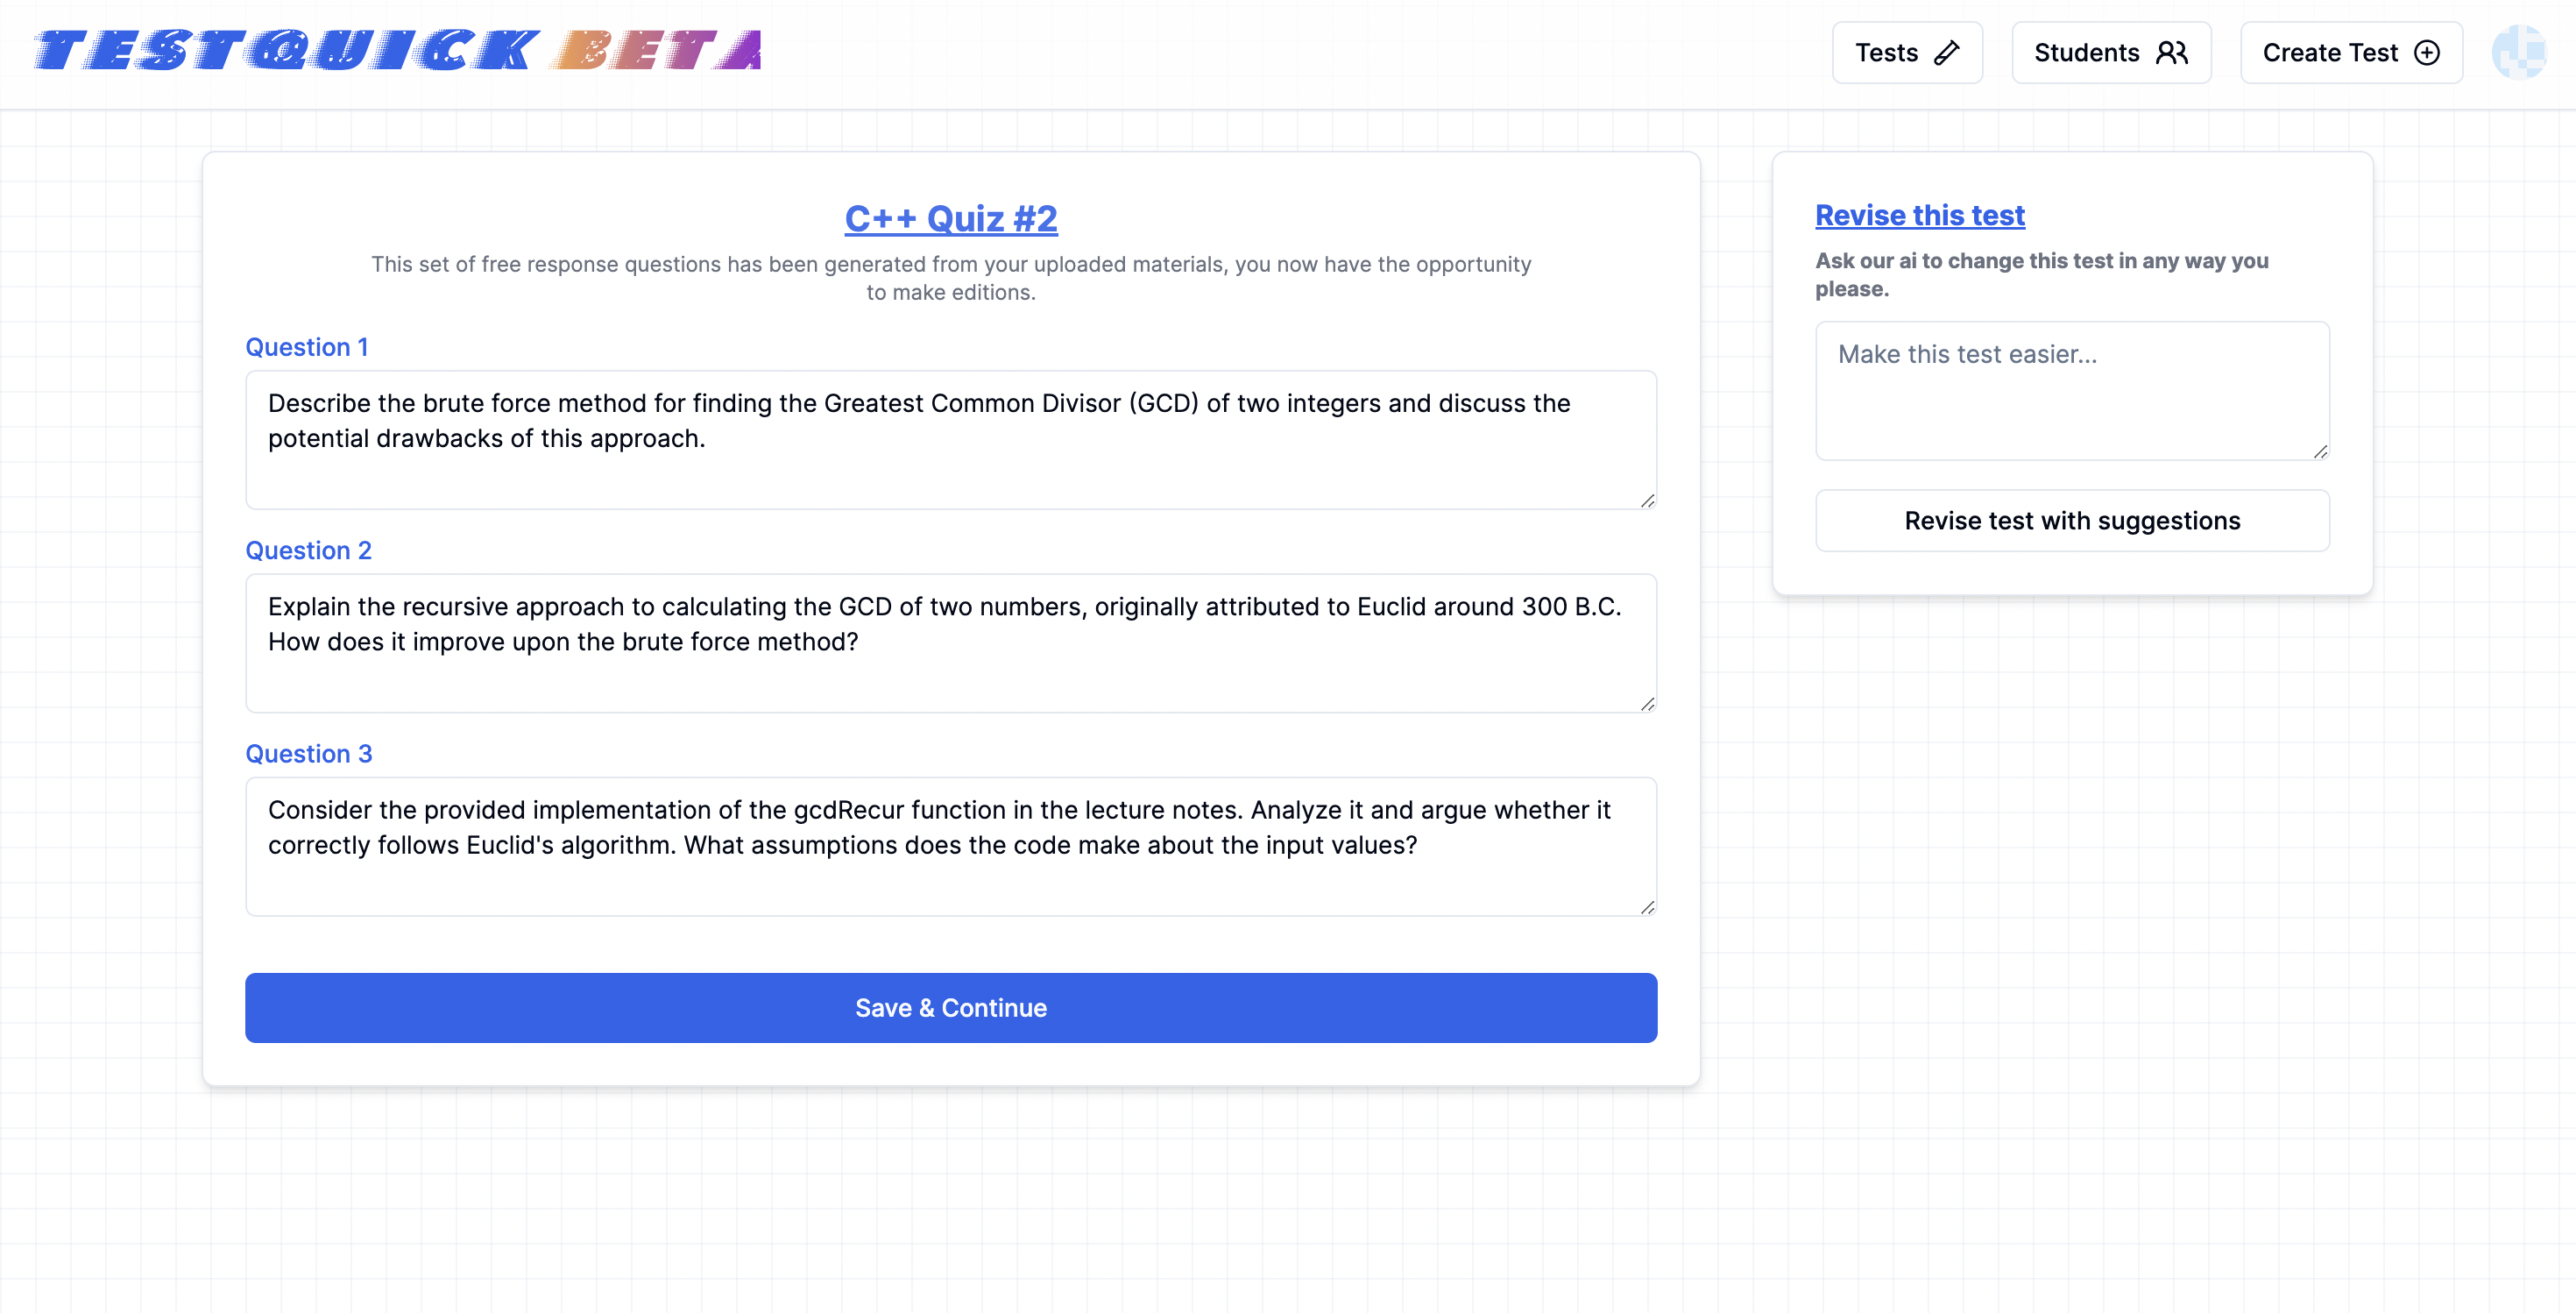 TESTQUICK BETA
Tests
Students
Create Test
C++ Quiz #2
This set of free response questions has been generated from your uploaded materials, you now have the opportunity
to make editions.
Question 1
Describe the brute force method for finding the Greatest Common Divisor (GCD) of two integers and discuss the
potential drawbacks of this approach.
Question 2
Explain the recursive approach to calculating the GCD of two numbers, originally attributed to Euclid around 300 B.C.
How does it improve upon the brute force method?
Question 3
Consider the provided implementation of the gcdRecur function in the lecture notes. Analyze it and argue whether it
correctly follows Euclid's algorithm. What assumptions does the code make about the input values?
Save & Continue
Revise this test
Ask our ai to change this test in any way you
please.
Make this test easier...
Revise test with suggestions